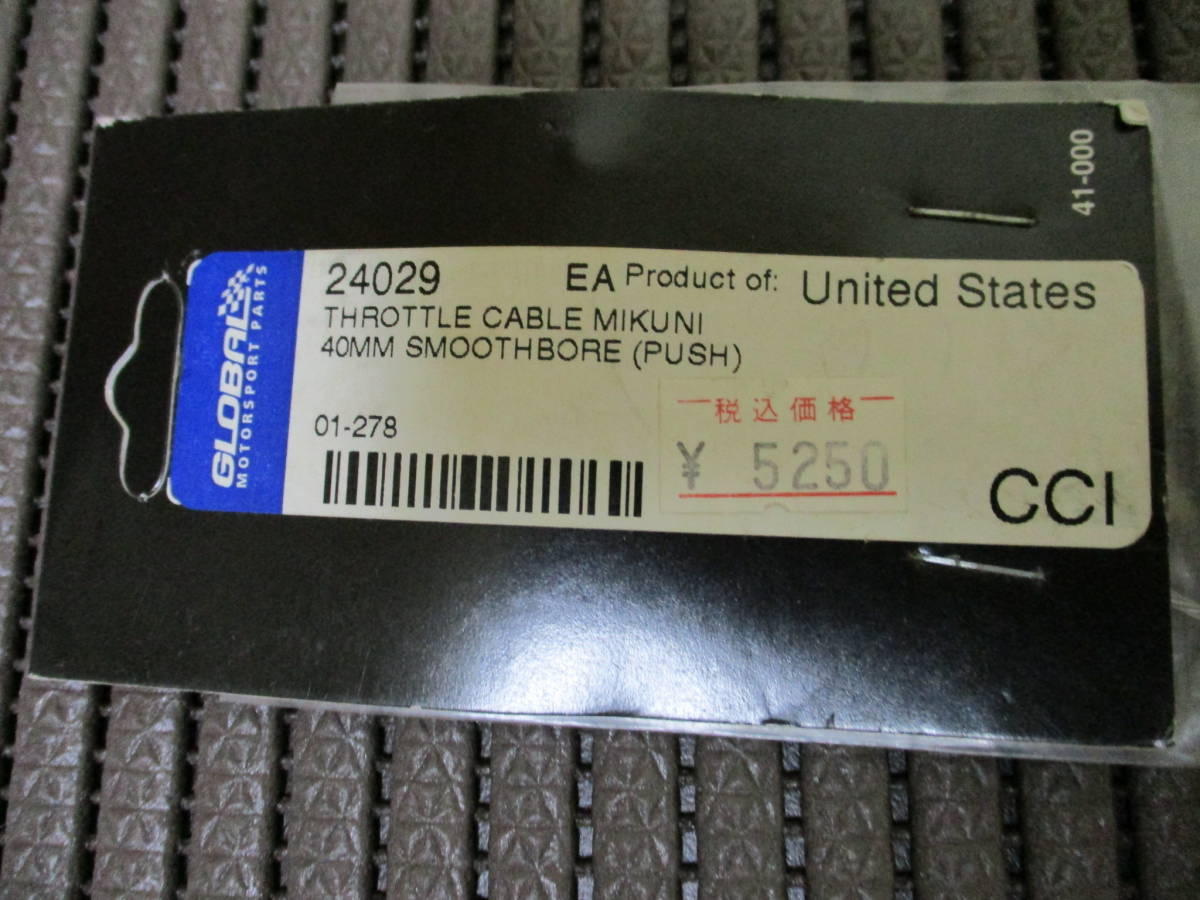 41-000
GLOBAL
MOTORSPORT PARTS
24029 EA Product of: United States
THROTTLE CABLE MIKUNI
40MM SMOOTHBORE (PUSH)
税込価格
01-278
¥ 5250
CCI